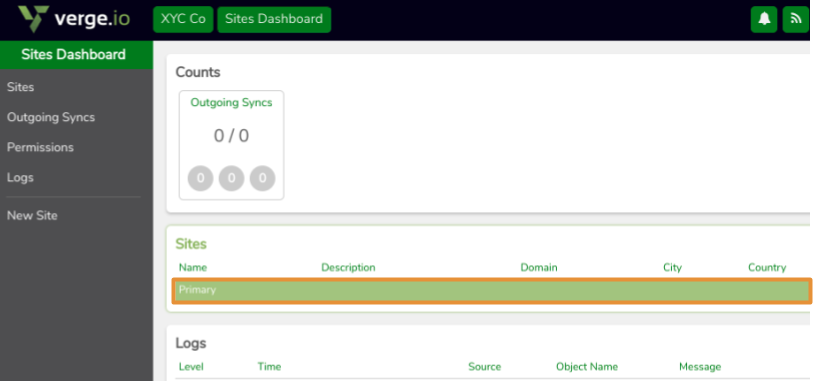 verge.io XYC Co Sites Dashboard
Sites Dashboard
Sites
Outgoing Syncs
Permissions
Logs
New Site
Counts
Outgoing Syncs
0 / 0
0 0 0
Sites
Name Description Domain City Country
Primary
Logs
Level Time Source Object Name Message